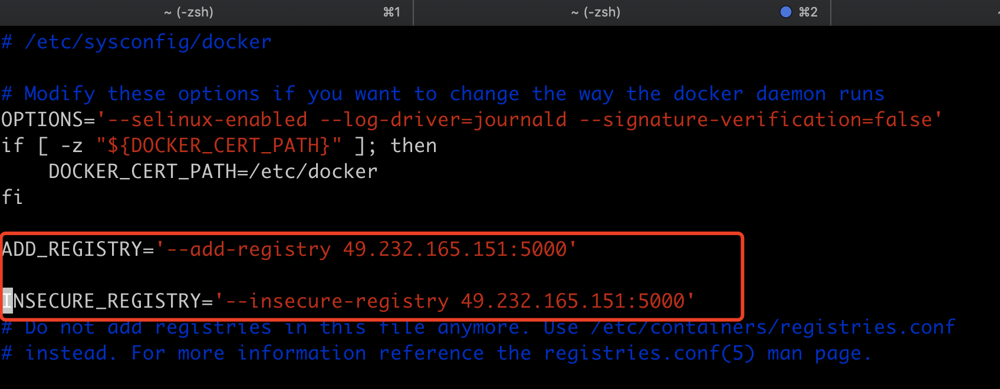 ~ (-zsh) ⌘1 ~ (-zsh) ⌘2
# /etc/sysconfig/docker
# Modify these options if you want to change the way the docker daemon runs
OPTIONS='--selinux-enabled --log-driver=journald --signature-verification=false'
if [ -z "${DOCKER_CERT_PATH}" ]; then
    DOCKER_CERT_PATH=/etc/docker
fi
ADD_REGISTRY='--add-registry 49.232.165.151:5000'
INSECURE_REGISTRY='--insecure-registry 49.232.165.151:5000'
# Do not add registries in this file anymore. Use /etc/containers/registries.conf
# instead. For more information reference the registries.conf(5) man page.